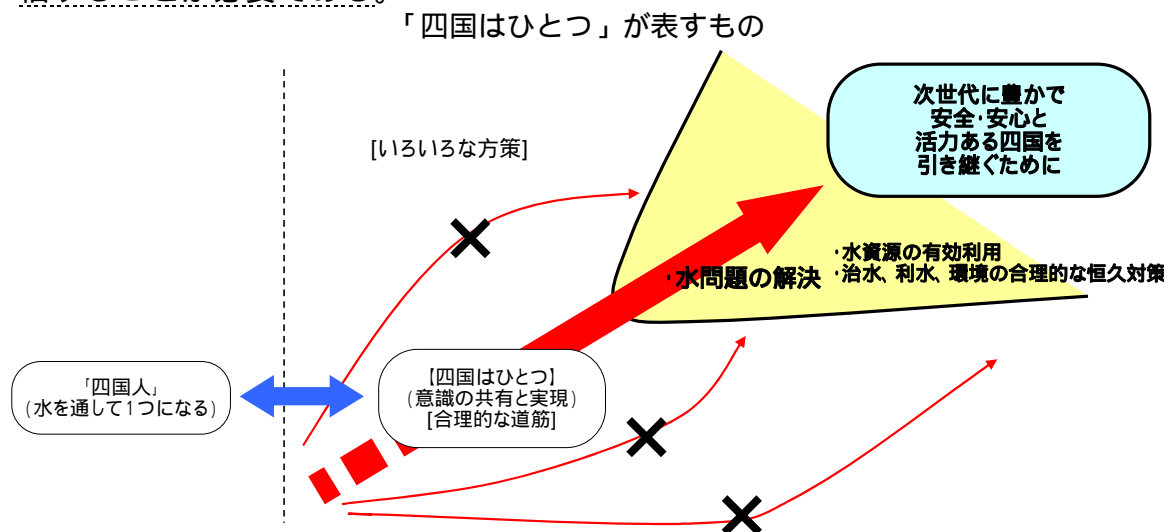 「四国はひとつ」が表すもの
次世代に豊かで
安全・安心と
活力ある四国を
引き継ぐために
[いろいろな方策]
・水資源の有効利用
・水問題の解決
・治水、利水、環境の合理的な恒久対策
「四国人」
(水を通して1つになる)
【四国はひとつ】
(意識の共有と実現)
[合理的な道筋]